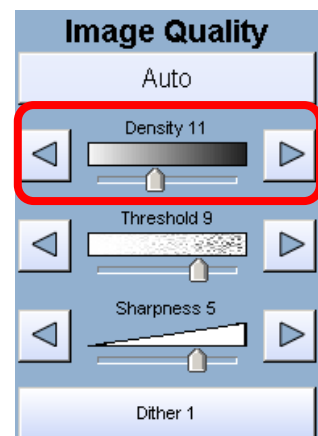 Image Quality
Auto
Density 11
Threshold 9
Sharpness 5
Dither 1